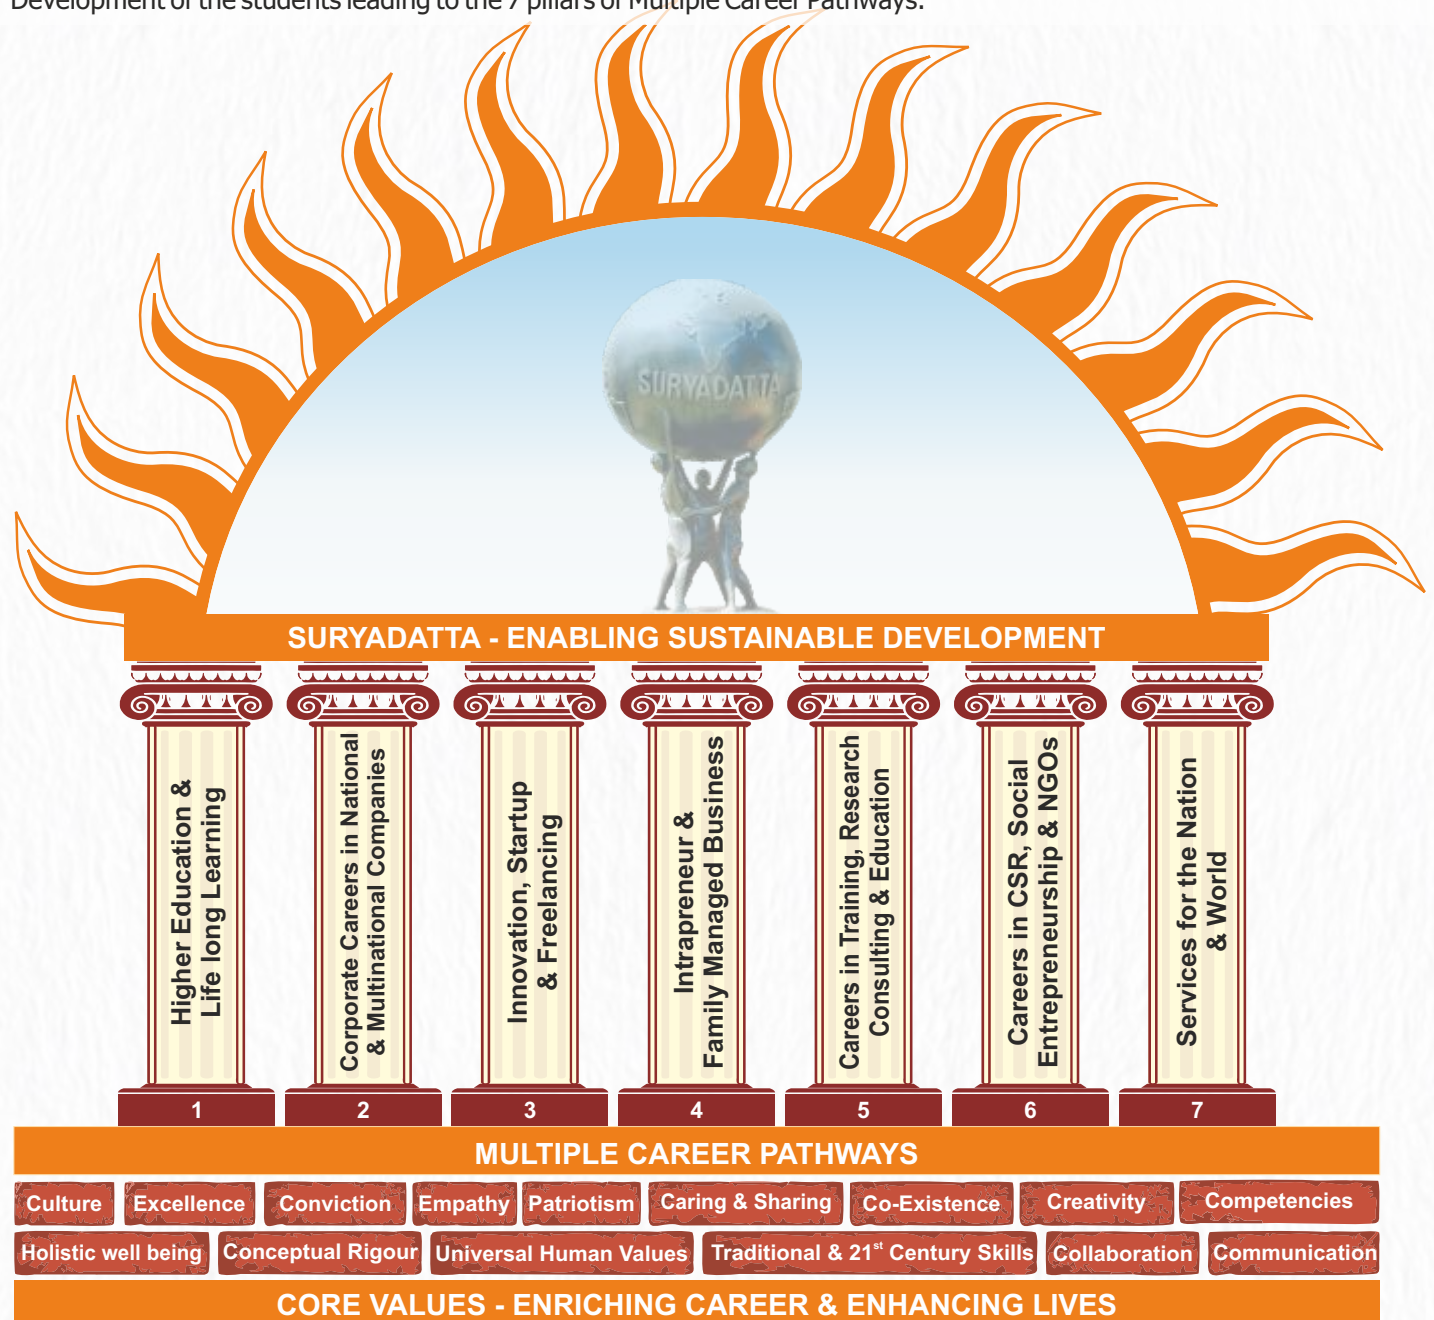 Development of the students leading to the 7 pillars of Multiple Career Pathways.
SURYADATTA
SURYADATTA - ENABLING SUSTAINABLE DEVELOPMENT
Higher Education &
Life long Learning
Corporate Careers in National
& Multinational Companies
Innovation, Startup
& Freelancing
Intrapreneur &
Family Managed Business
Careers in Training, Research
Consulting & Education
Careers in CSR, Social
Entrepreneurship & NGOs
Services for the Nation
& World
1 2 3 4 5 6 7
MULTIPLE CAREER PATHWAYS
Culture Excellence Conviction Empathy Patriotism Caring & Sharing Co-Existence Creativity Competencies
Holistic well being Conceptual Rigour Universal Human Values Traditional & 21st Century Skills Collaboration Communication
CORE VALUES - ENRICHING CAREER & ENHANCING LIVES